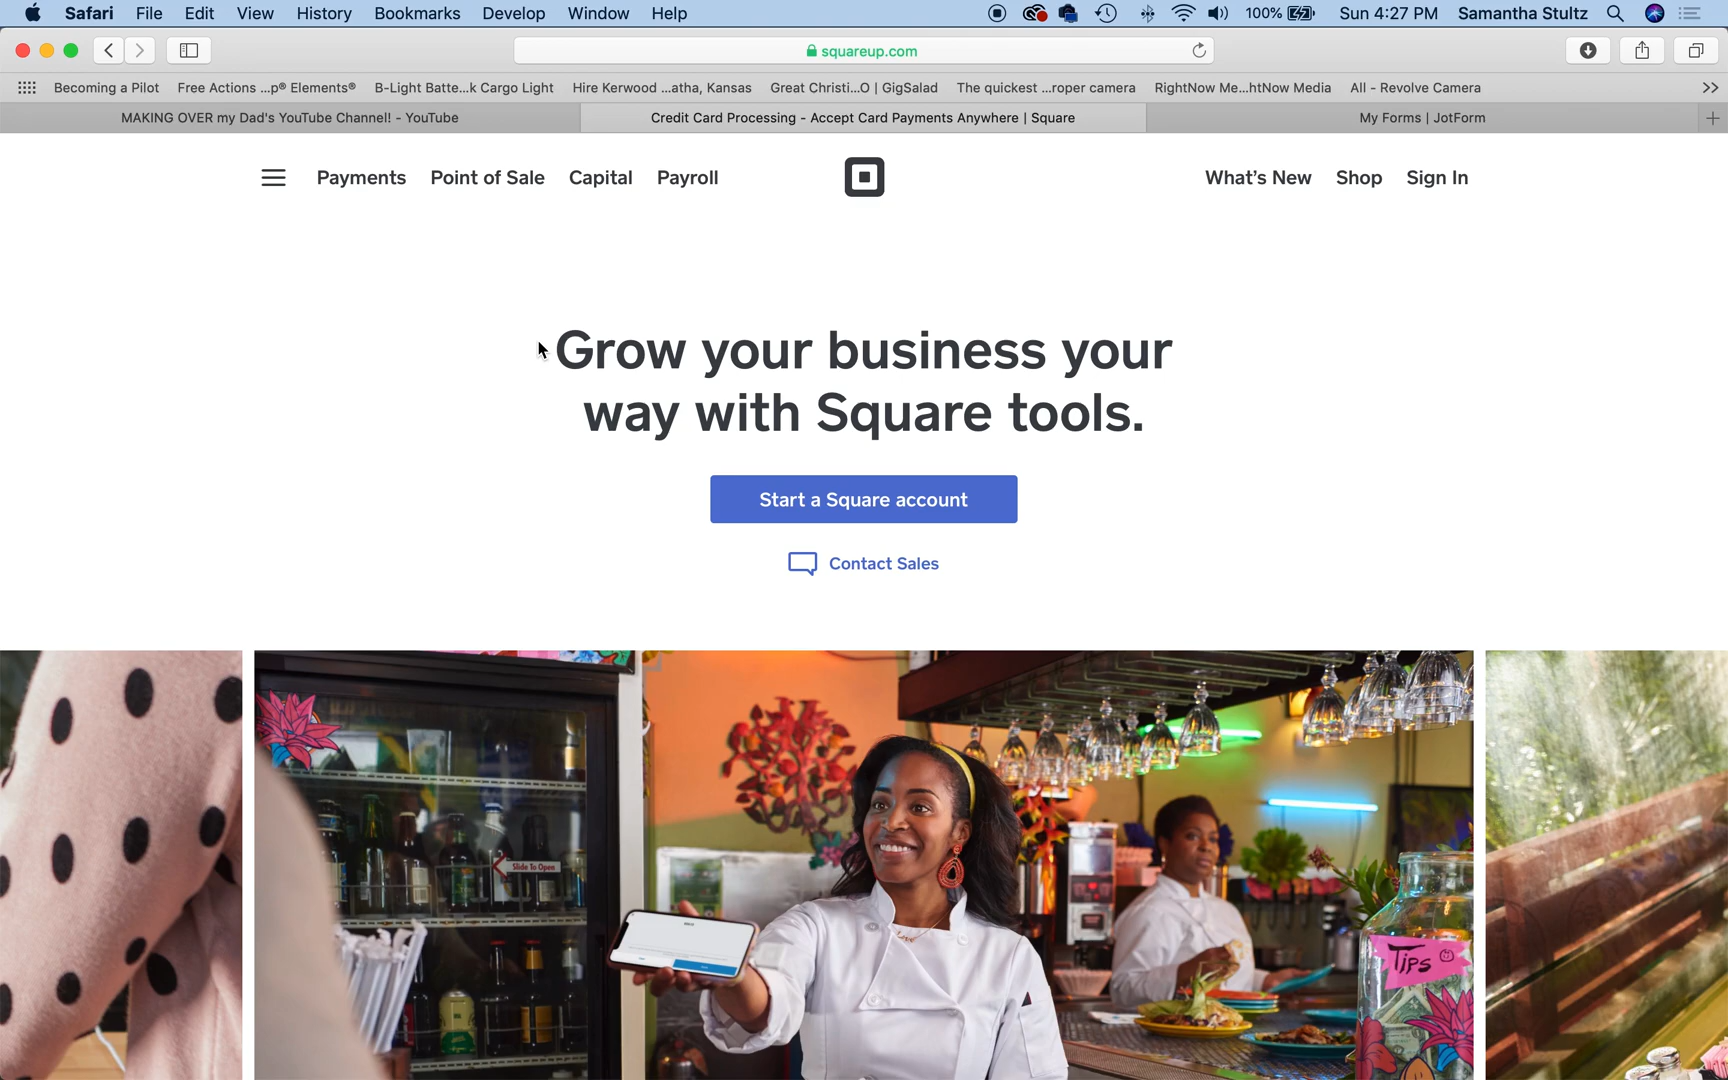 Safari File Edit View History Bookmarks Develop Window Help 100% Sun 4:27 PM Samantha Stultz
squareup.com
Becoming a Pilot Free Actions ...p® Elements® B-Light Batte...k Cargo Light Hire Kerwood ...atha, Kansas Great Christi...O | GigSalad The quickest ...roper camera RightNow Me...htNow Media All - Revolve Camera
MAKING OVER my Dad's YouTube Channel! - YouTube Credit Card Processing - Accept Card Payments Anywhere | Square My Forms | JotForm
Payments Point of Sale Capital Payroll What's New Shop Sign In
Grow your business your
way with Square tools.
Start a Square account
Contact Sales
Slide To Open
Tips